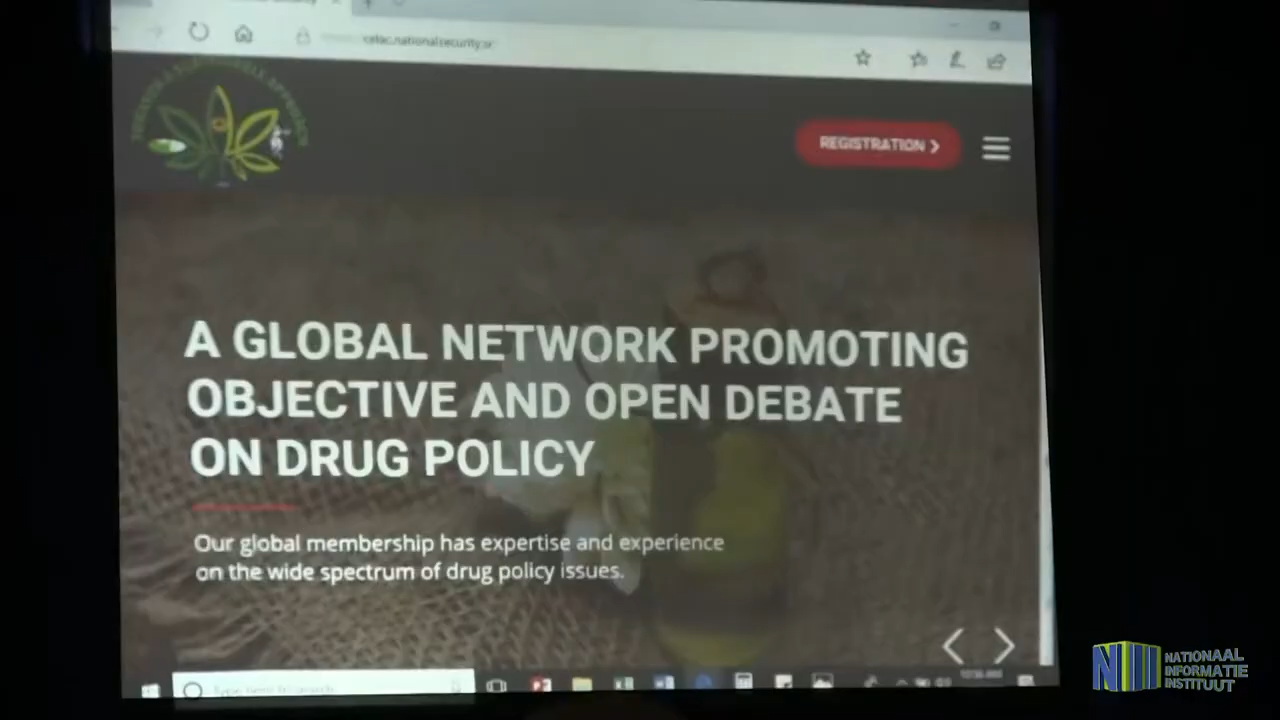 REGISTRATION
A GLOBAL NETWORK PROMOTING
OBJECTIVE AND OPEN DEBATE
ON DRUG POLICY
Our global membership has expertise and experience
on the wide spectrum of drug policy issues.
NATIONAAL
INFORMATIE
INSTITUUT